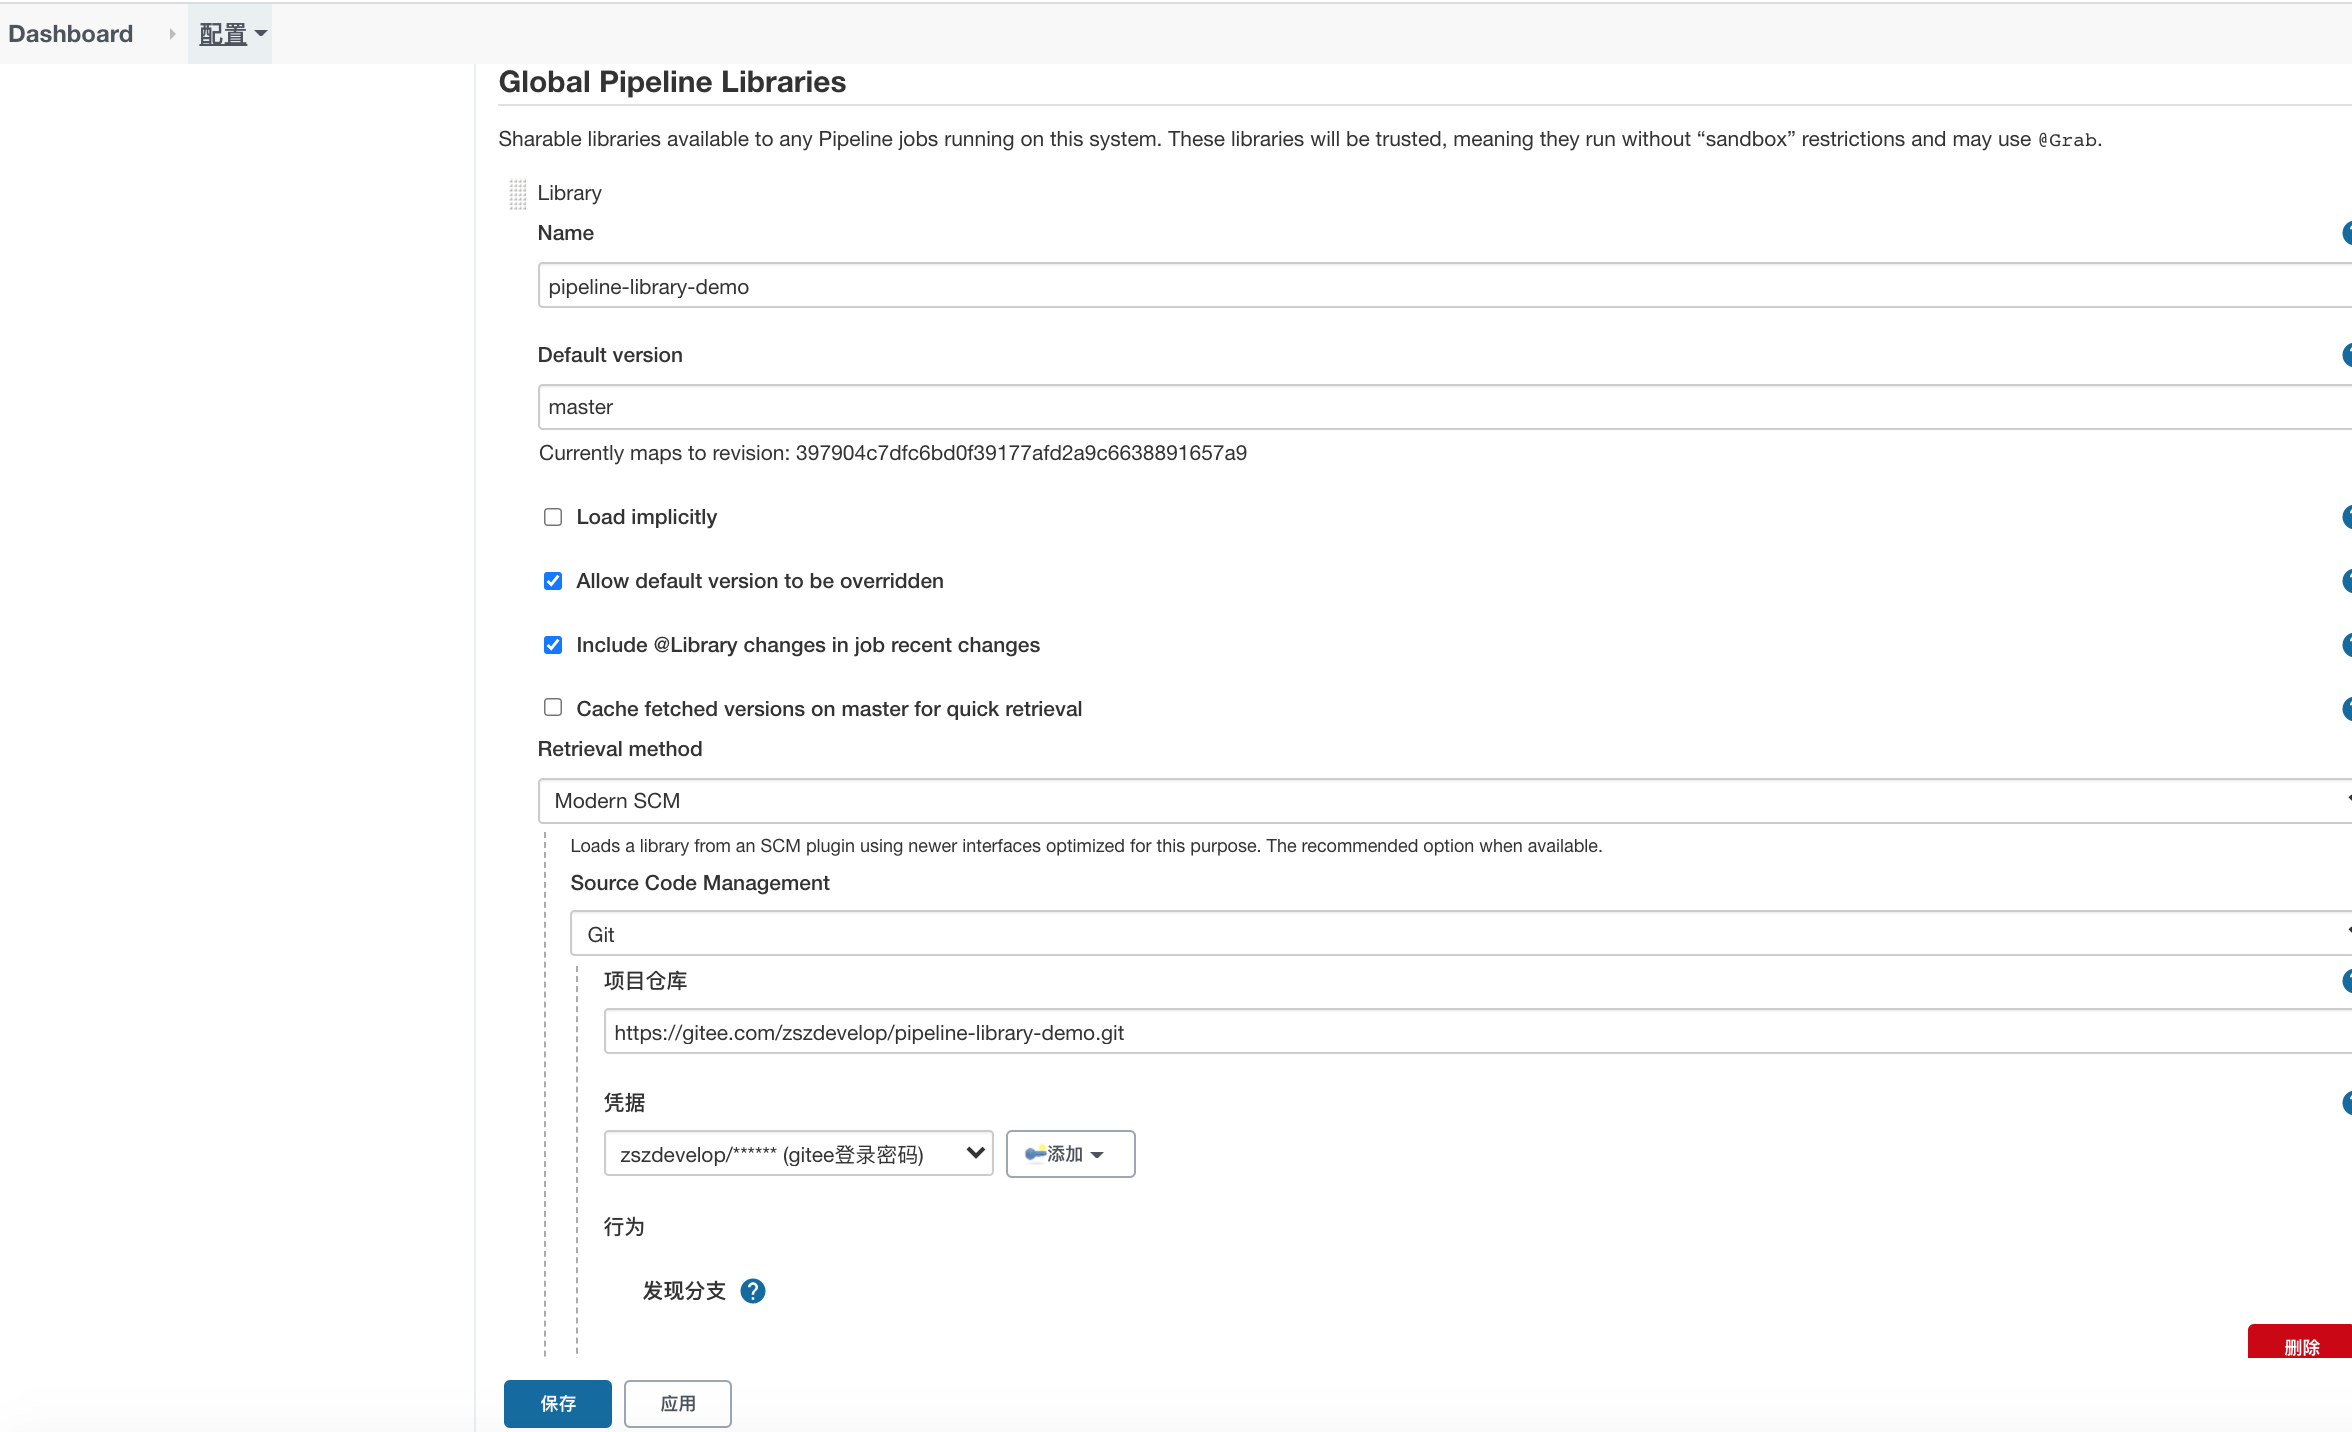 Dashboard 配置
Global Pipeline Libraries
Sharable libraries available to any Pipeline jobs running on this system. These libraries will be trusted, meaning they run without “sandbox” restrictions and may use @Grab.
Library
Name
pipeline-library-demo
Default version
master
Currently maps to revision: 397904c7dfc6bd0f39177afd2a9c6638891657a9
Load implicitly
Allow default version to be overridden
Include @Library changes in job recent changes
Cache fetched versions on master for quick retrieval
Retrieval method
Modern SCM
Loads a library from an SCM plugin using newer interfaces optimized for this purpose. The recommended option when available.
Source Code Management
Git
项目仓库
https://gitee.com/zszdevelop/pipeline-library-demo.git
凭据
zszdevelop/****** (gitee登录密码) 添加
行为
发现分支 ?
删除
保存 应用